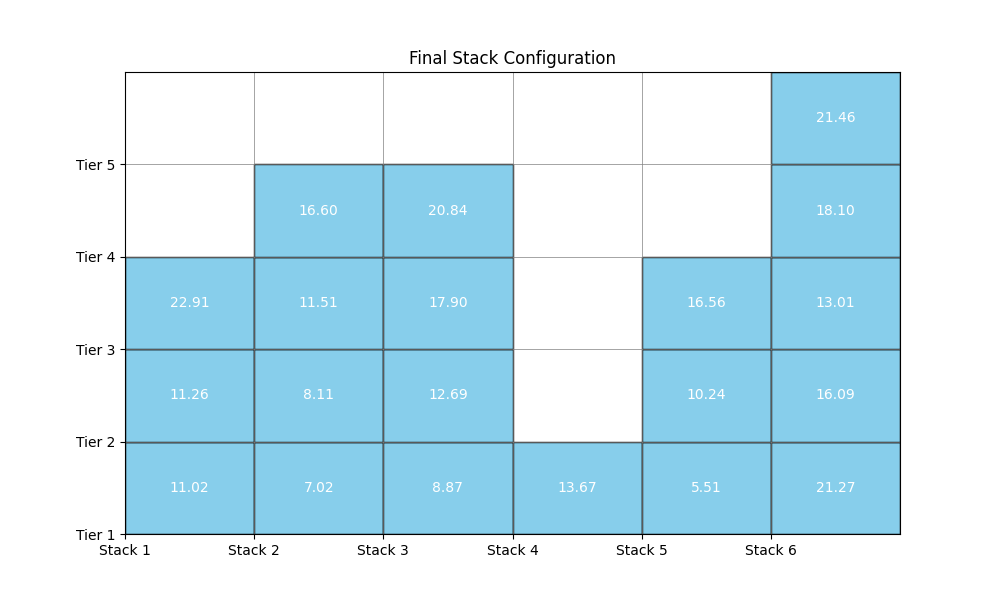 Final Stack Configuration
21.46
Tier 5
16.60 20.84 18.10
Tier 4
22.91 11.51 17.90 16.56 13.01
Tier 3
11.26 8.11 12.69 10.24 16.09
Tier 2
11.02 7.02 8.87 13.67 5.51 21.27
Tier 1
Stack 1 Stack 2 Stack 3 Stack 4 Stack 5 Stack 6